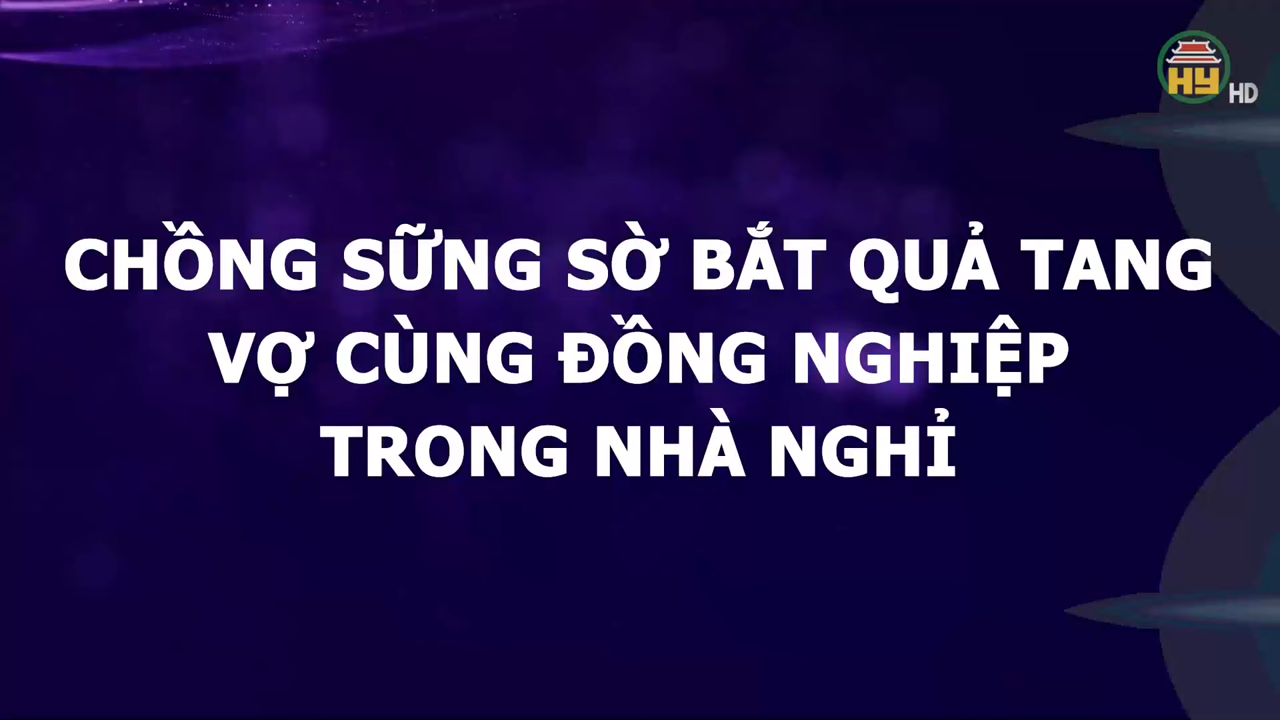 HY HD
CHỒNG SỮNG SỜ BẮT QUẢ TANG
VỢ CÙNG ĐỒNG NGHIỆP
TRONG NHÀ NGHỈ